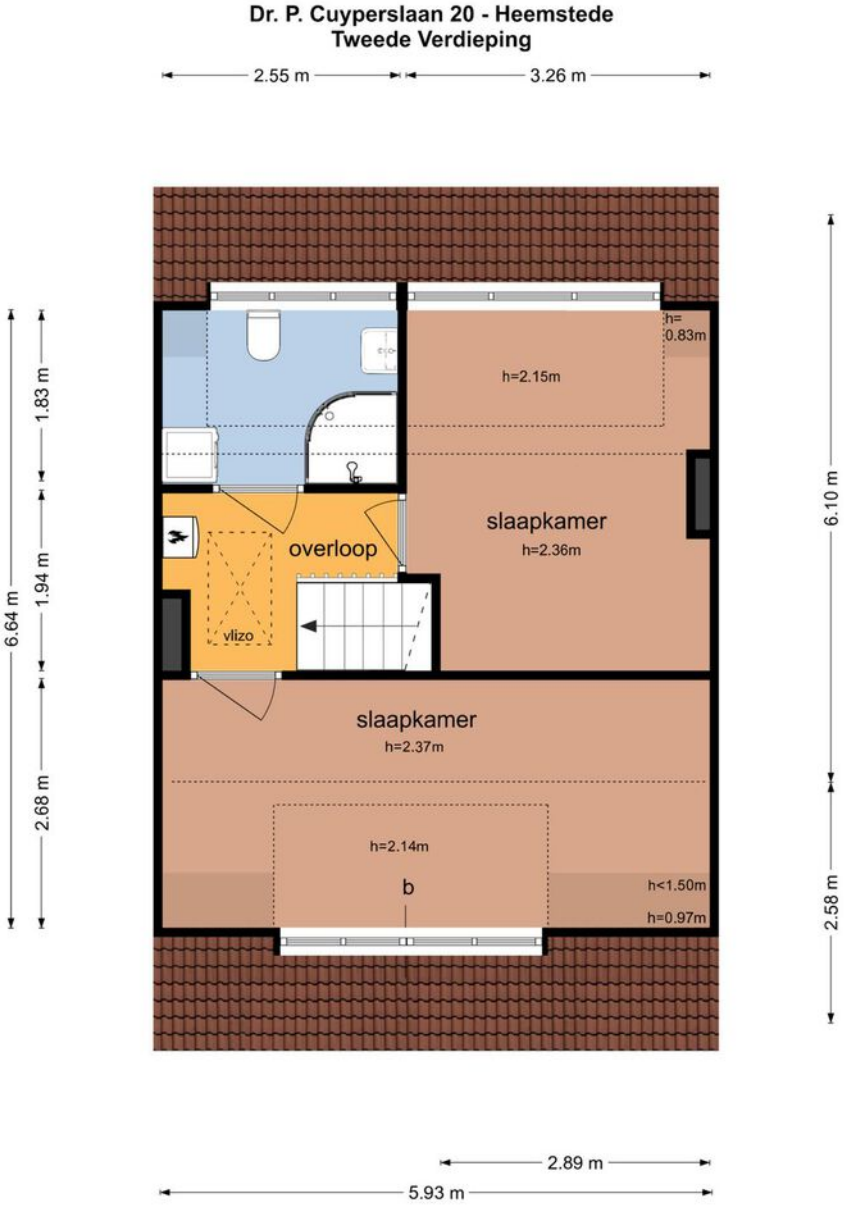 Dr. P. Cuyperslaan 20 - Heemstede
Tweede Verdieping
2.55 m
3.26 m
h=
0.83m
h=2.15m
1.83 m
6.10 m
slaapkamer
h=2.36m
overloop
1.94 m
6.64 m
vlizo
slaapkamer
h=2.37m
2.68 m
h=2.14m
b
h<1.50m
h=0.97m
2.58 m
2.89 m
5.93 m